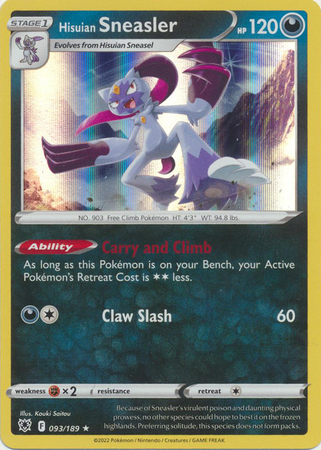 STAGE 1
Hisuian Sneasler HP 120
Evolves from Hisuian Sneasel
NO. 903 Free Climb Pokémon HT: 4'3" WT: 94.8 lbs.
Ability Carry and Climb
As long as this Pokémon is on your Bench, your Active
Pokémon's Retreat Cost is less.
Claw Slash 60
weakness ×2 resistance retreat
Illus. Kouki Saitou
F 093/189 ★
Because of Sneasler's virulent poison and daunting physical
prowess, no other species could hope to best it on the frozen
highlands. Preferring solitude, this species does not form packs.
©2022 Pokémon / Nintendo / Creatures / GAME FREAK